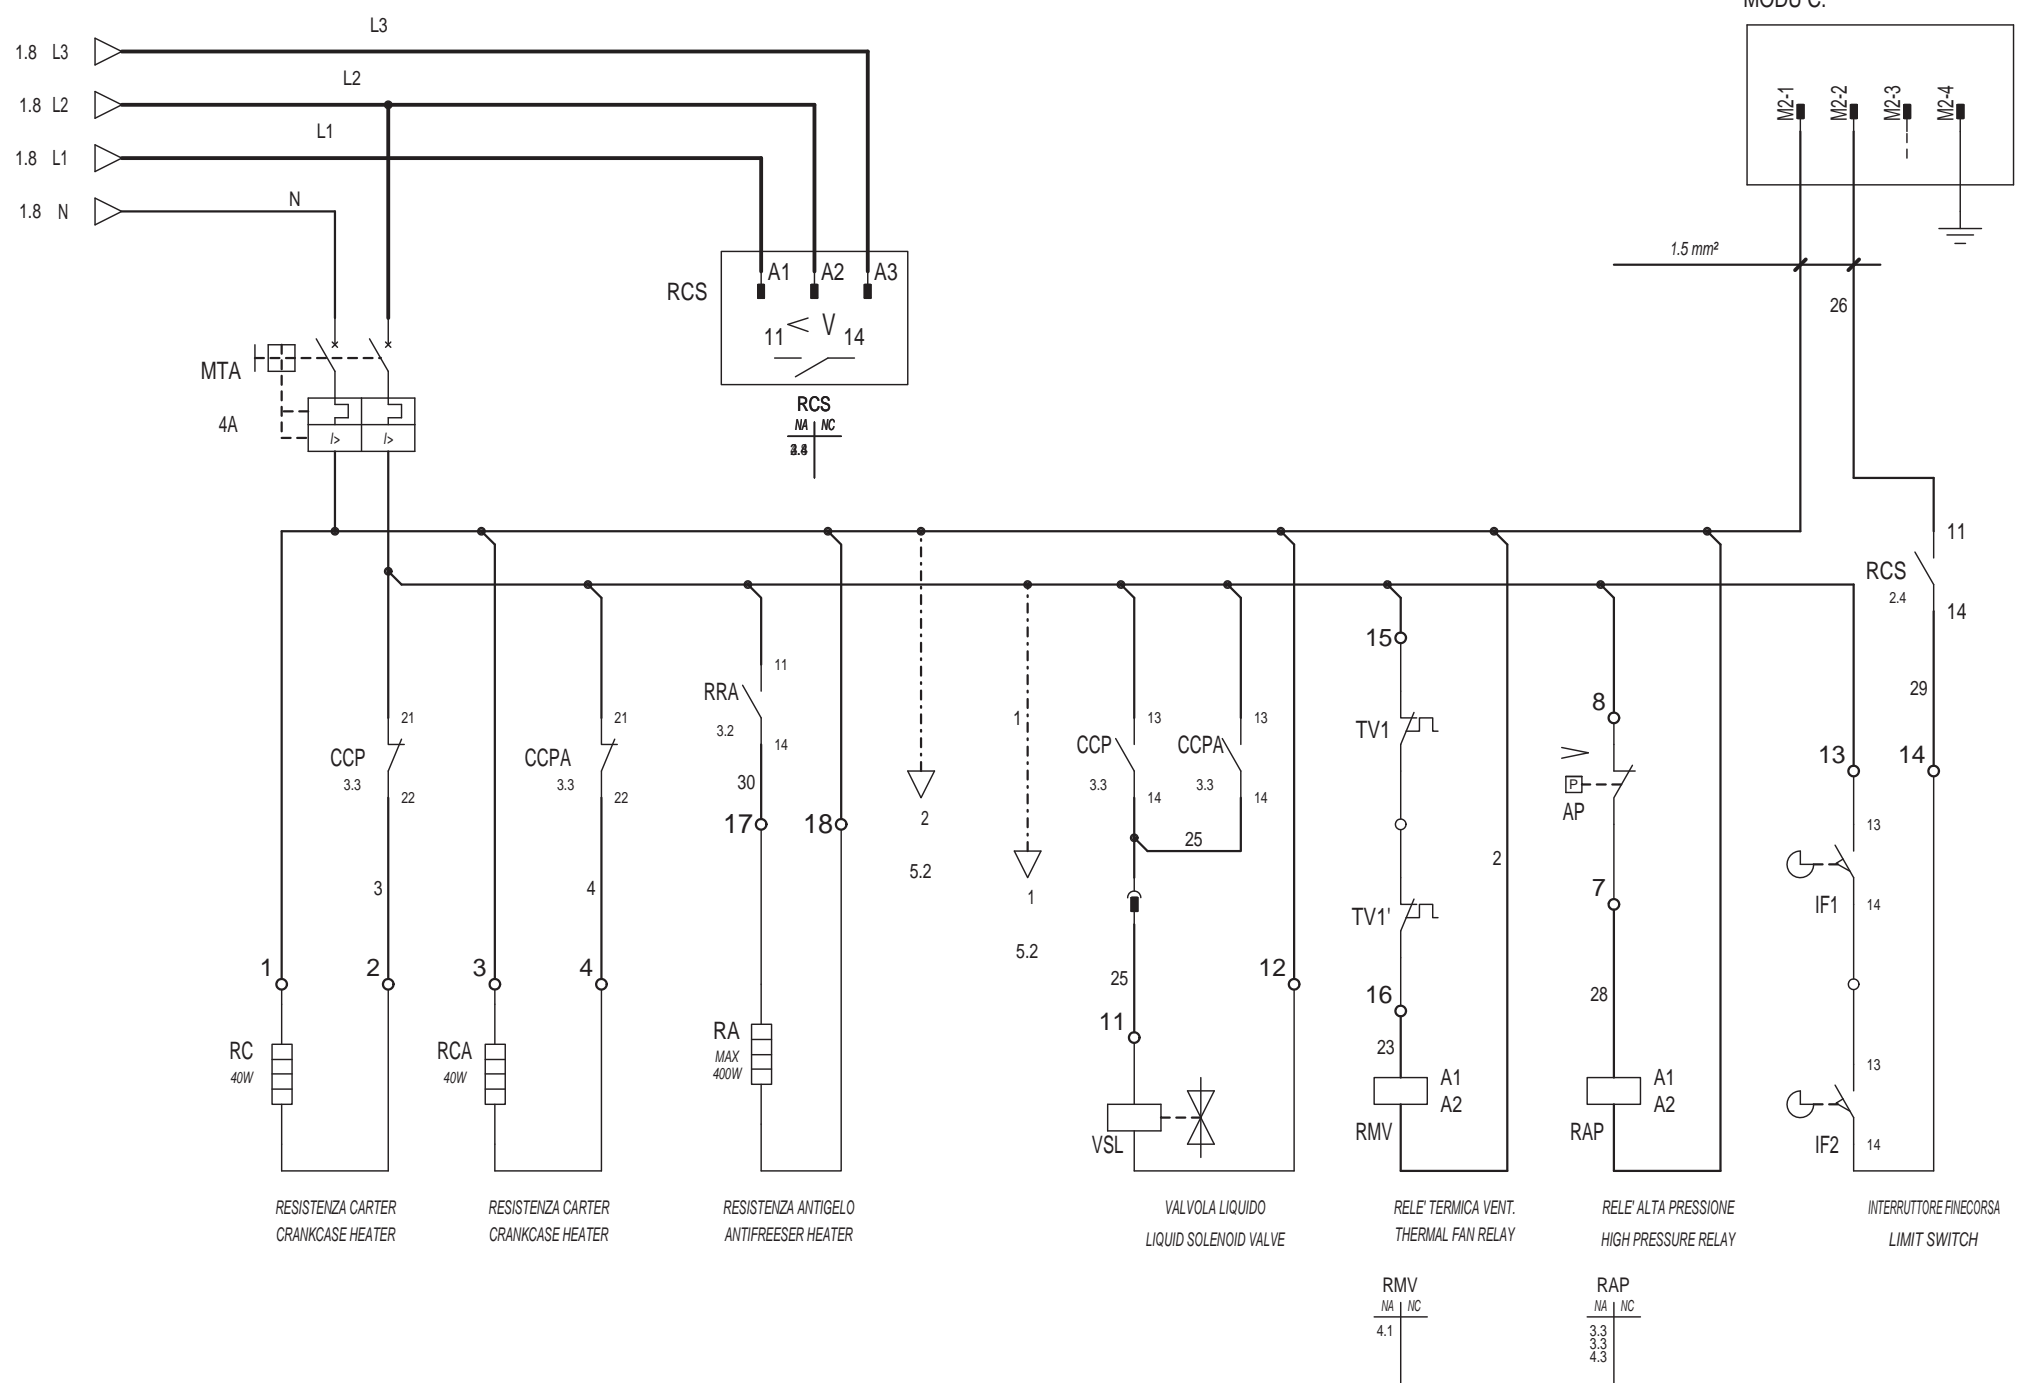 MODU C.
L3
1.8 L3
L2
1.8 L2
L1
1.8 L1
N
1.8 N
M2-1
M2-2
M2-3
M2-4
1.5 mm²
26
RCS
A1
A2
A3
11 < V 14
MTA
4A
I>
I>
RCS
NA NC
11
RCS
2.4
14
29
15
11
RRA
3.2
14
30
17
18
21
CCP
3.3
22
3
21
CCPA
3.3
22
4
2
5.2
1
1
5.2
13
CCP
3.3
14
13
CCPA
3.3
14
25
25
11
12
TV1
TV1'
16
23
2
8
P
AP
7
28
13
14
13
IF1
14
13
IF2
14
1
2
3
4
RC
40W
RCA
40W
RA
MAX
400W
VSL
A1
A2
RMV
A1
A2
RAP
RESISTENZA CARTER
CRANKCASE HEATER
RESISTENZA CARTER
CRANKCASE HEATER
RESISTENZA ANTIGELO
ANTIFREESER HEATER
VALVOLA LIQUIDO
LIQUID SOLENOID VALVE
RELE' TERMICA VENT.
THERMAL FAN RELAY
RELE' ALTA PRESSIONE
HIGH PRESSURE RELAY
INTERRUTTORE FINECORSA
LIMIT SWITCH
RMV
NA NC
4.1
RAP
NA NC
3.3
3.3
4.3